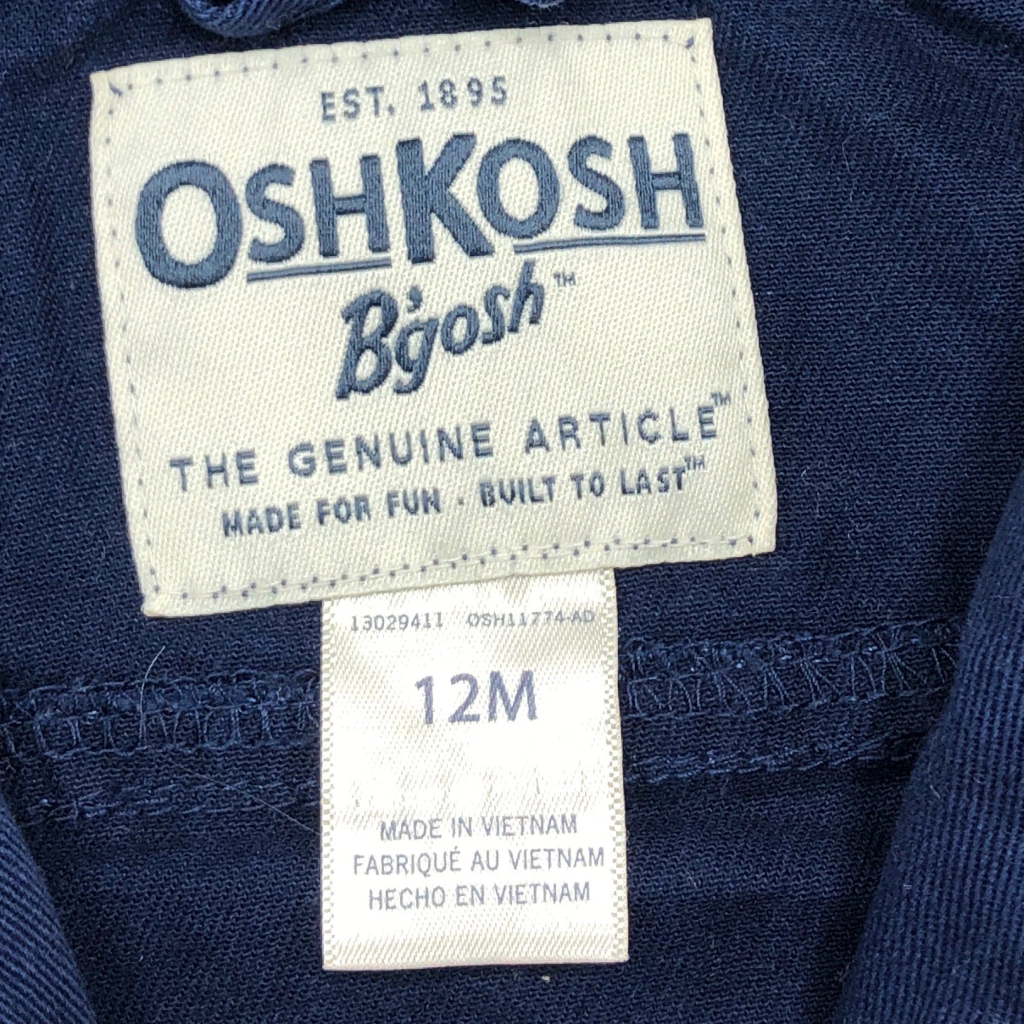 EST. 1895
OSHKOSH
B'gosh™
THE GENUINE ARTICLE™
MADE FOR FUN · BUILT TO LAST™
13029411 OSH11774-AD
12M
MADE IN VIETNAM
FABRIQUÉ AU VIETNAM
HECHO EN VIETNAM